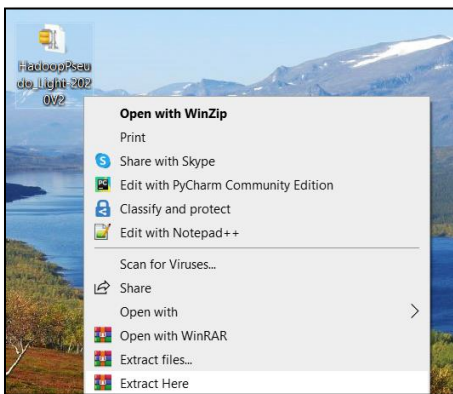 HadoopPseu
do_Light-202
0V2
Open with WinZip
Print
Share with Skype
Edit with PyCharm Community Edition
Classify and protect
Edit with Notepad++
Scan for Viruses...
Share
Open with
Open with WinRAR
Extract files...
Extract Here